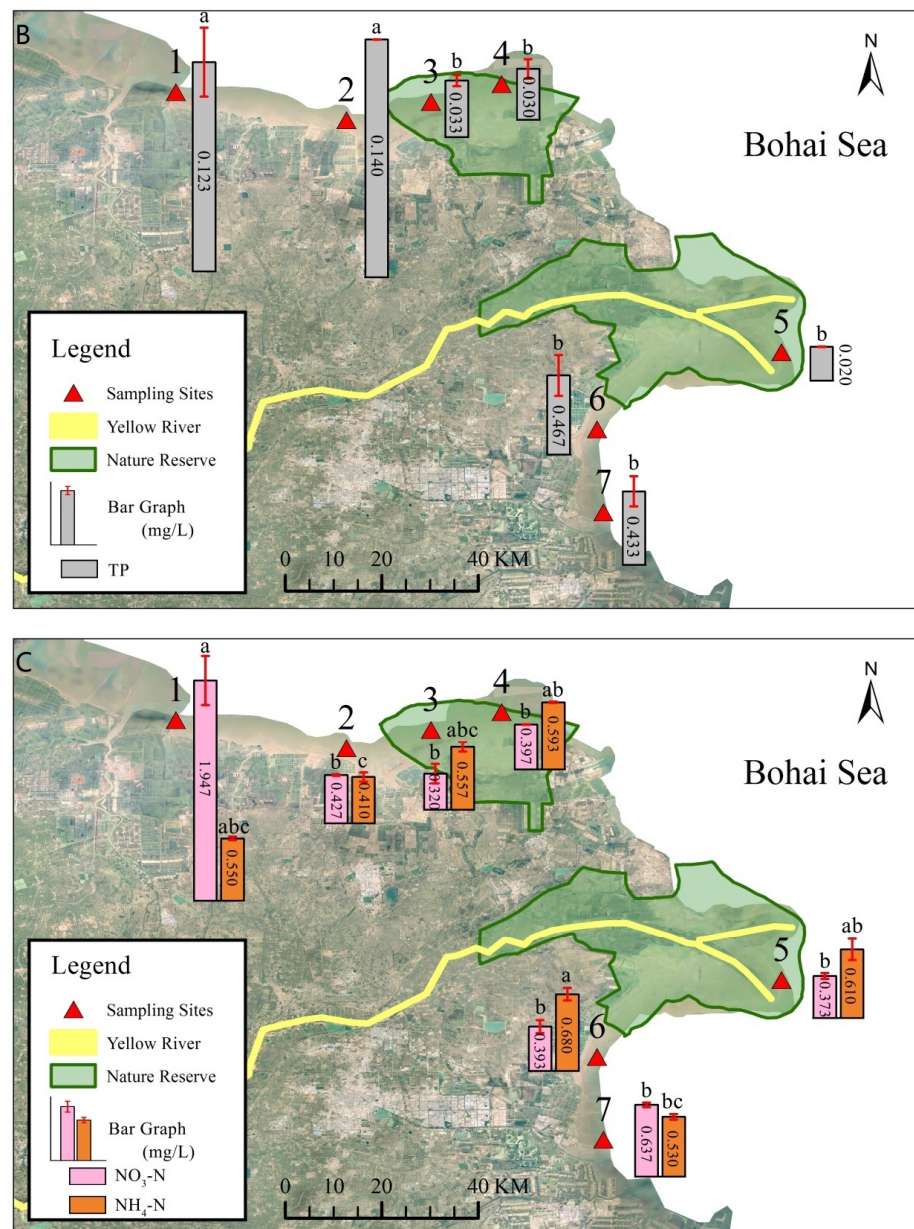 B
N
Bohai Sea
1
a
0.123
2
a
0.140
3
b
0.033
4
b
0.030
5
b
0.020
6
b
0.467
7
b
0.433
Legend
Sampling Sites
Yellow River
Nature Reserve
Bar Graph
(mg/L)
TP
0 10 20 40 KM
C
N
Bohai Sea
1
a
1.947
abc
0.550
2
b
0.427
c
0.410
3
b
0.320
abc
0.557
4
b
0.397
ab
0.593
5
b
0.373
ab
0.610
6
b
0.393
a
0.680
7
b
0.637
bc
0.530
Legend
Sampling Sites
Yellow River
Nature Reserve
Bar Graph
(mg/L)
NO₃-N
NH₄-N
0 10 20 40 KM